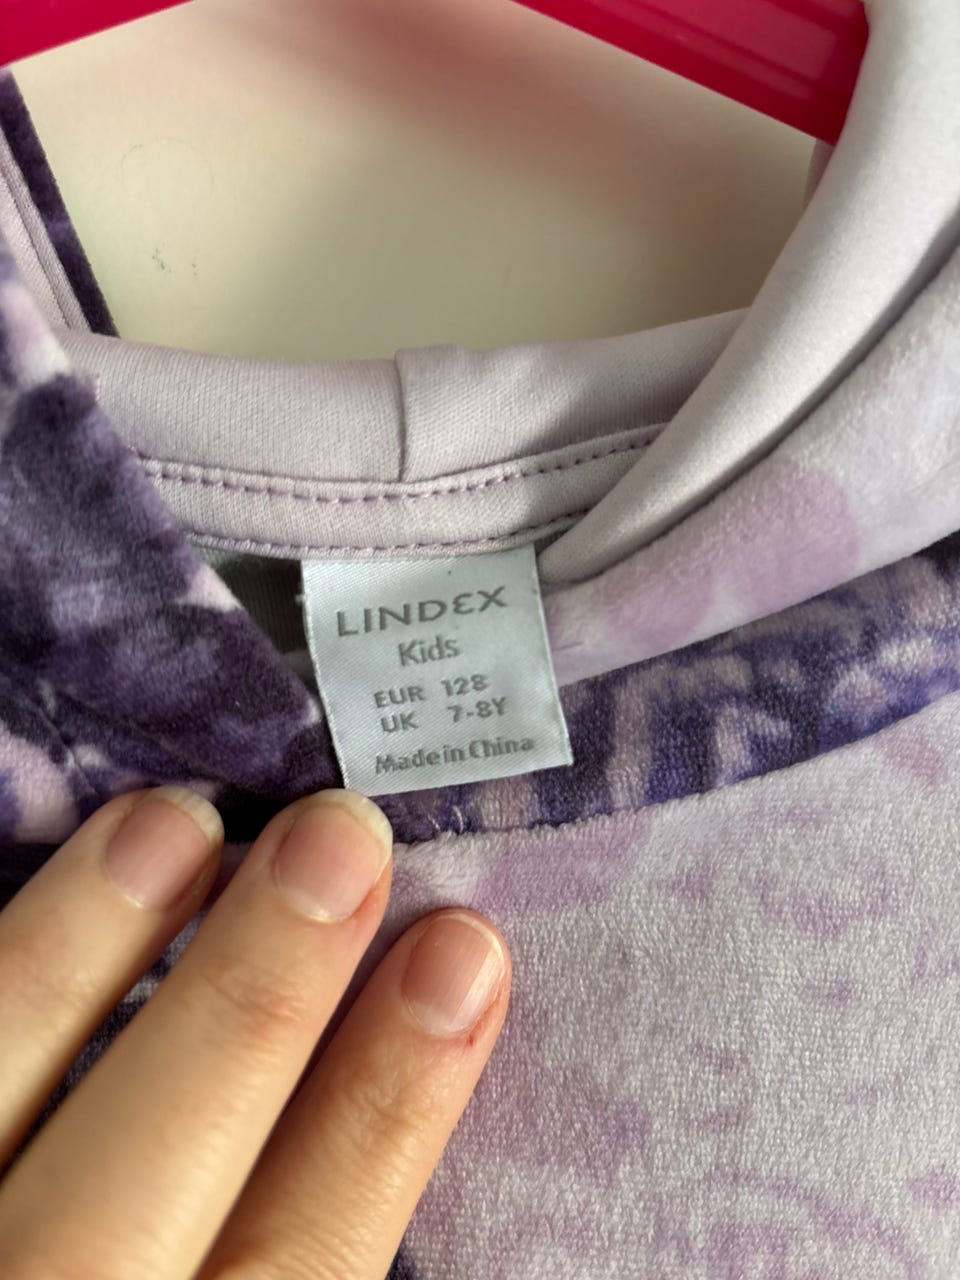 LINDEX
Kids
EUR 128
UK 7-8Y
Made in China